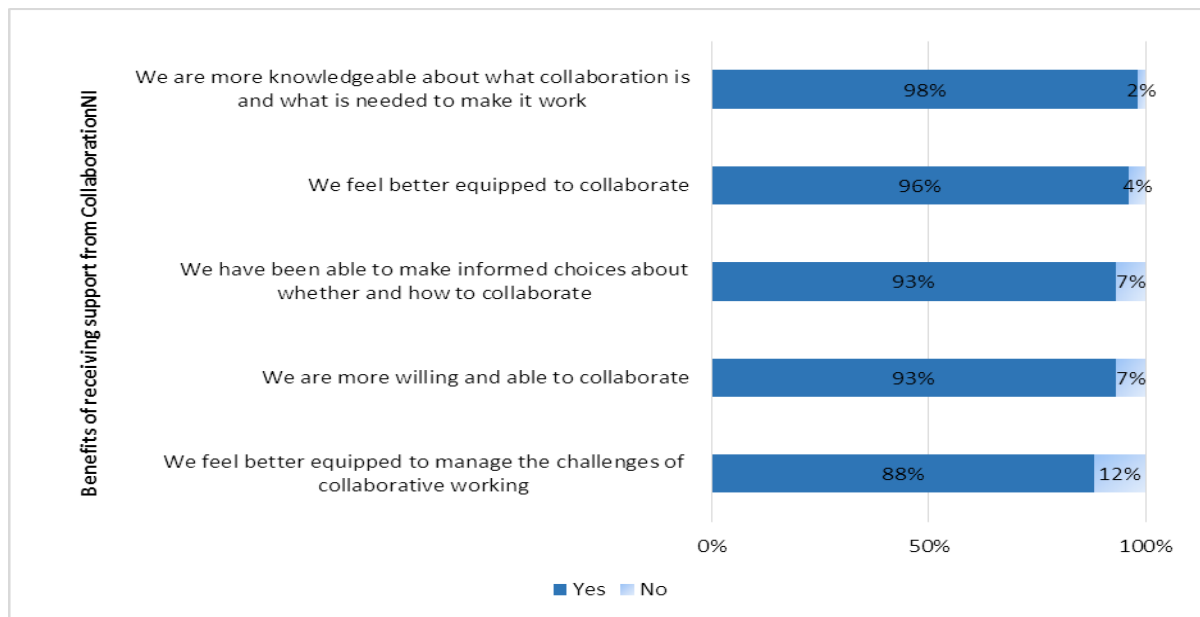 Benefits of receiving support from CollaborationNI
We are more knowledgeable about what collaboration is
and what is needed to make it work
98%
2%
We feel better equipped to collaborate
96%
4%
We have been able to make informed choices about
whether and how to collaborate
93%
7%
We are more willing and able to collaborate
93%
7%
We feel better equipped to manage the challenges of
collaborative working
88%
12%
0%
50%
100%
Yes
No